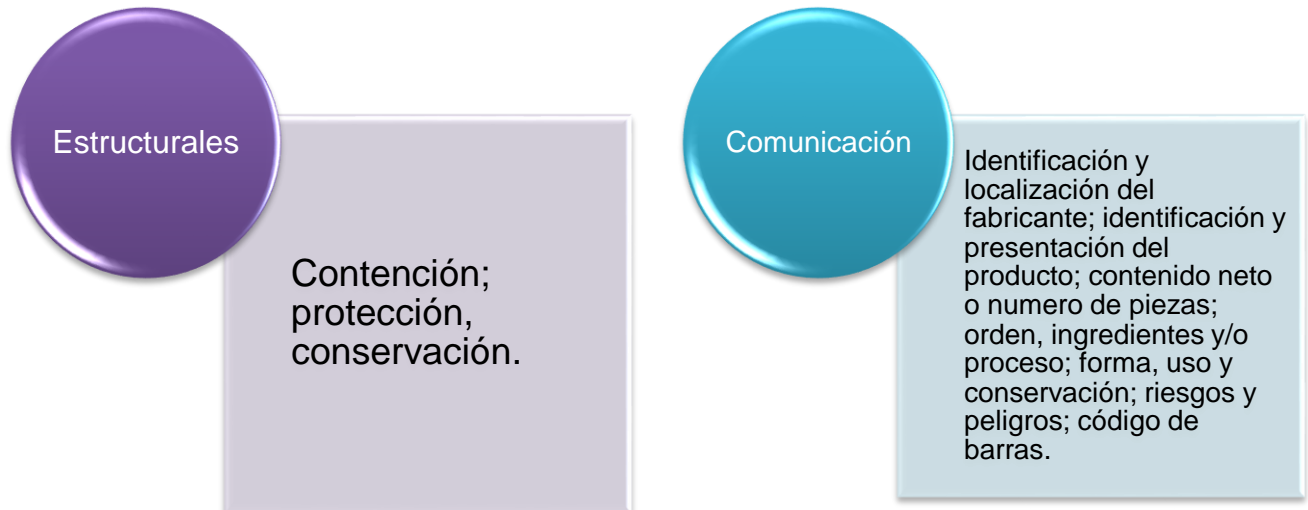 Estructurales
Contención;
protección,
conservación.
Comunicación
Identificación y
localización del
fabricante; identificación y
presentación del
producto; contenido neto
o numero de piezas;
orden, ingredientes y/o
proceso; forma, uso y
conservación; riesgos y
peligros; código de
barras.